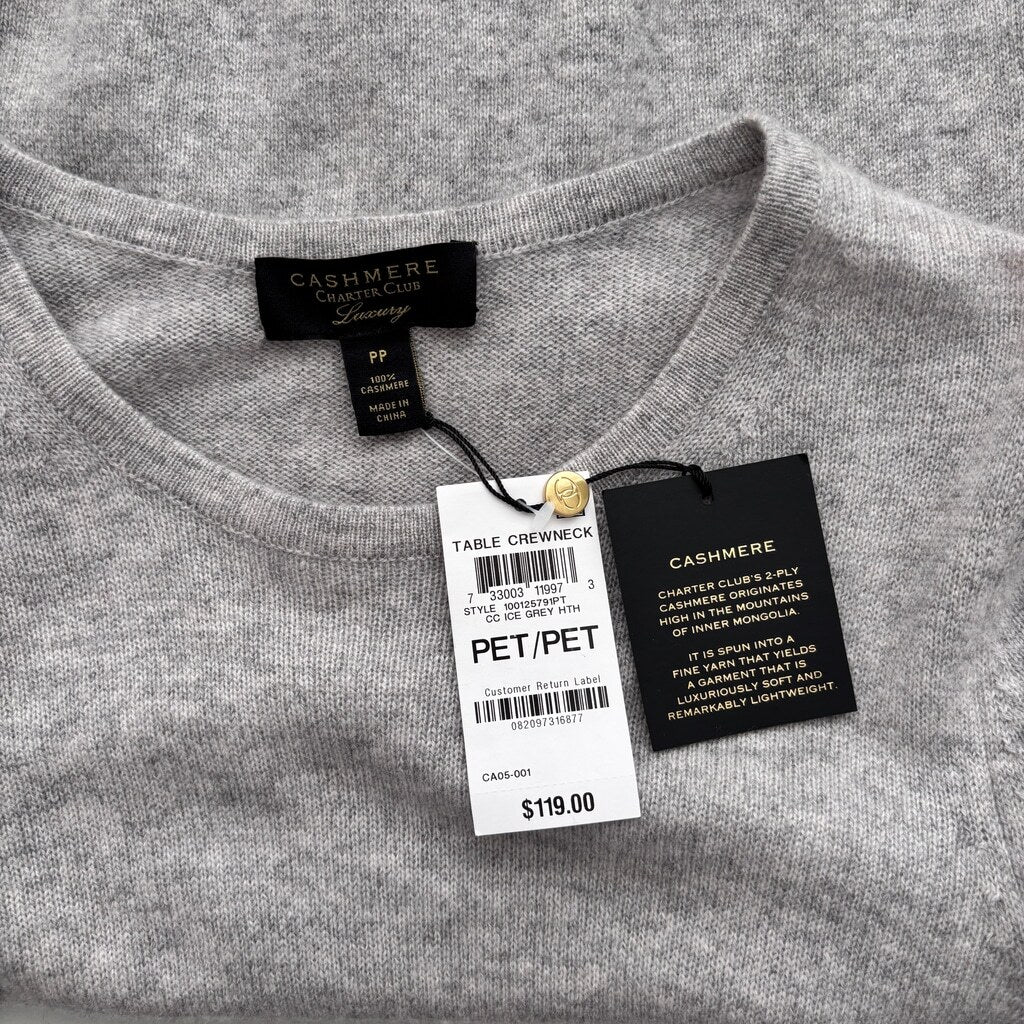 CASHMERE
CHARTER CLUB
Luxury
PP
100%
CASHMERE
MADE IN
CHINA
TABLE CREWNECK
7 33003 11997 3
STYLE 100125791PT
CC ICE GREY HTH
PET/PET
Customer Return Label
082097316877
CA05-001
$119.00
CASHMERE
CHARTER CLUB'S 2-PLY
CASHMERE ORIGINATES
HIGH IN THE MOUNTAINS
OF INNER MONGOLIA.
IT IS SPUN INTO A
FINE YARN THAT YIELDS
A GARMENT THAT IS
LUXURIOUSLY SOFT AND
REMARKABLY LIGHTWEIGHT.